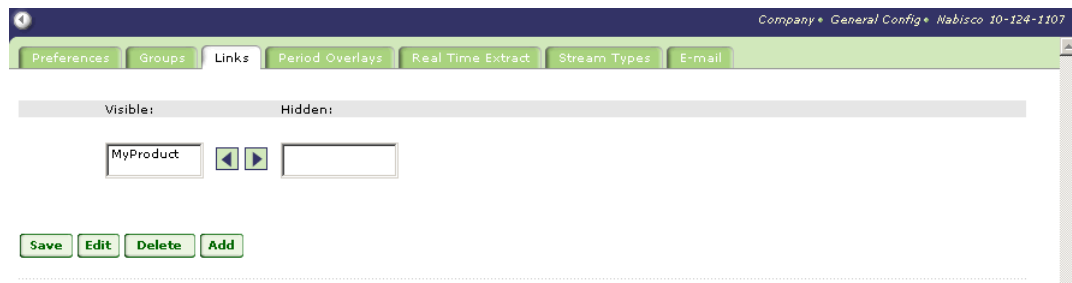 Company • General Config • Nabisco 10-124-1107
Preferences Groups Links Period Overlays Real Time Extract Stream Types E-mail
Visible: Hidden:
MyProduct
Save Edit Delete Add